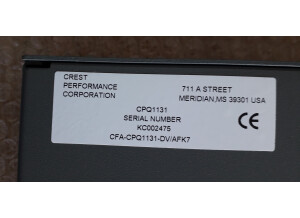 CREST
PERFORMANCE
CORPORATION
711 A STREET
MERIDIAN,MS 39301 USA
CPQ1131
SERIAL NUMBER
KC002475
CFA-CPQ1131-DV/AFK7
CE